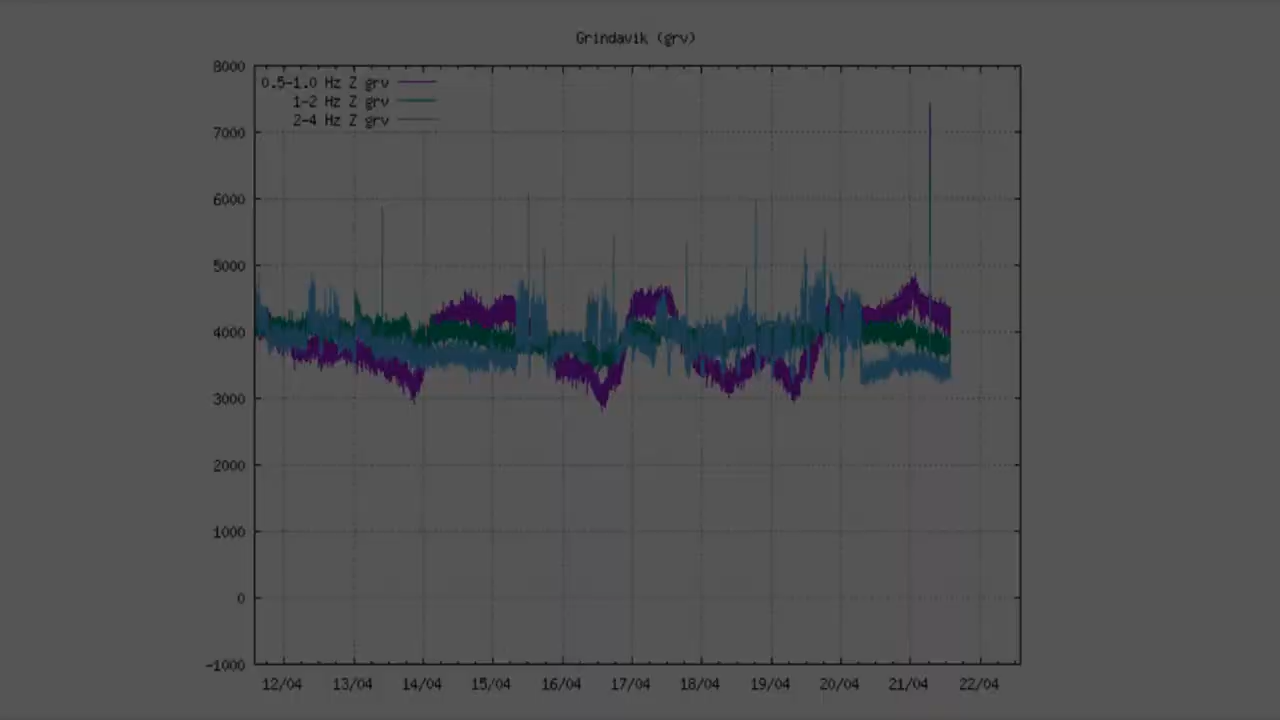 Grindavik (grv)
8000
0.5-1.0 Hz Z grv
1-2 Hz Z grv
2-4 Hz Z grv
7000
6000
5000
4000
3000
2000
1000
0
-1000
12/04 13/04 14/04 15/04 16/04 17/04 18/04 19/04 20/04 21/04 22/04